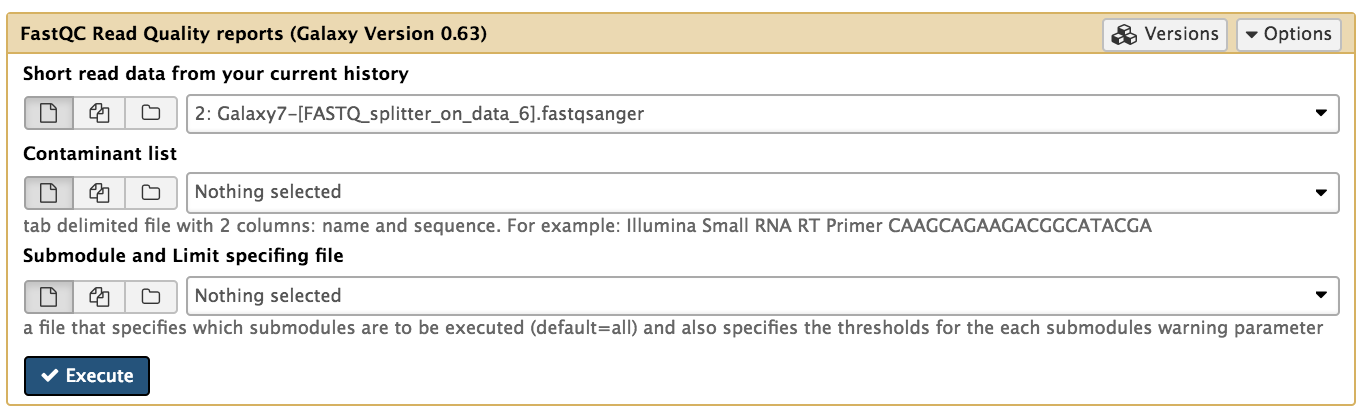 FastQC Read Quality reports (Galaxy Version 0.63)
Versions
Options
Short read data from your current history
2: Galaxy7-[FASTQ_splitter_on_data_6].fastqsanger
Contaminant list
Nothing selected
tab delimited file with 2 columns: name and sequence. For example: Illumina Small RNA RT Primer CAAGCAGAAGACGGCATACGA
Submodule and Limit specifing file
Nothing selected
a file that specifies which submodules are to be executed (default=all) and also specifies the thresholds for the each submodules warning parameter
Execute